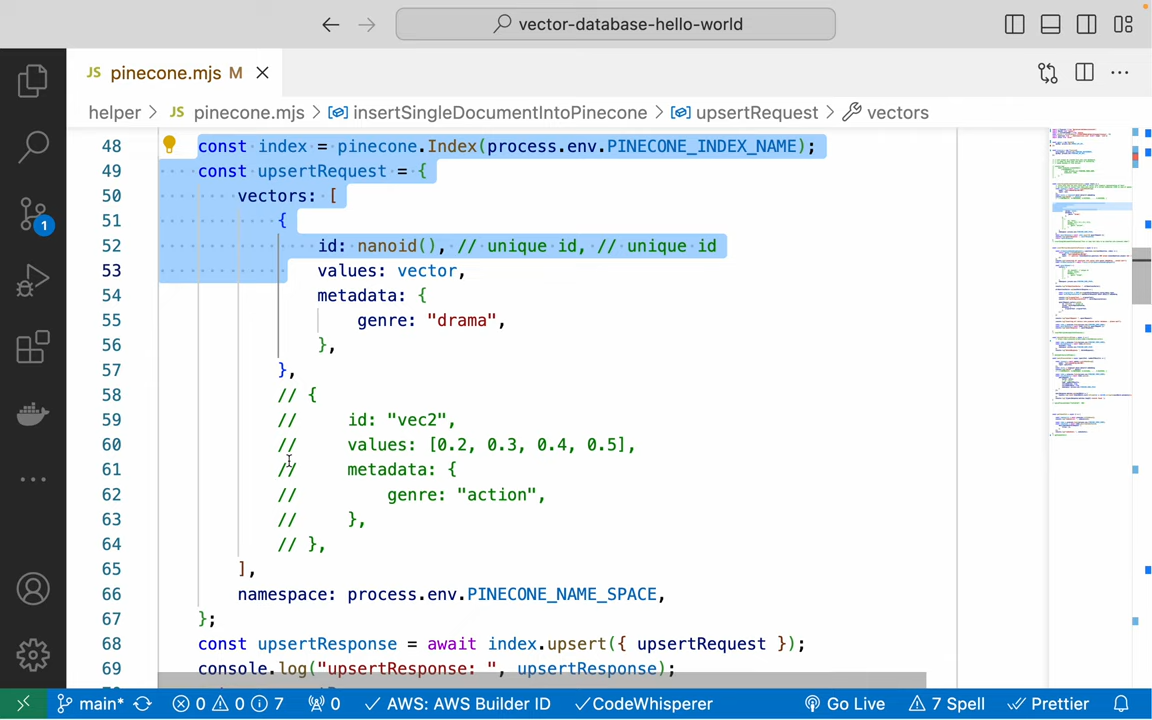 vector-database-hello-world
JS pinecone.mjs M
helper > JS pinecone.mjs > insertSingleDocumentIntoPinecone > upsertRequest > vectors
48 const index = pinecone.Index(process.env.PINECONE_INDEX_NAME);
49 const upsertRequest = {
50 vectors: [
51 {
52 id: nanoid(), // unique id, // unique id
53 values: vector,
54 metadata: {
55 genre: "drama",
56 },
57 },
58 // {
59 // id: "vec2",
60 // values: [0.2, 0.3, 0.4, 0.5],
61 // metadata: {
62 // genre: "action",
63 // },
64 // },
65 ],
66 namespace: process.env.PINECONE_NAME_SPACE,
67 };
68 const upsertResponse = await index.upsert({ upsertRequest });
69 console.log("upsertResponse: ", upsertResponse);
1
main* 0 0 7 0 AWS: AWS Builder ID CodeWhisperer Go Live 7 Spell Prettier